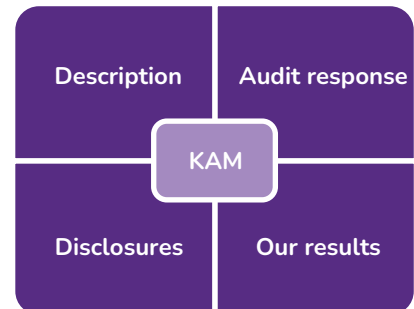 Description
Audit response
KAM
Disclosures
Our results